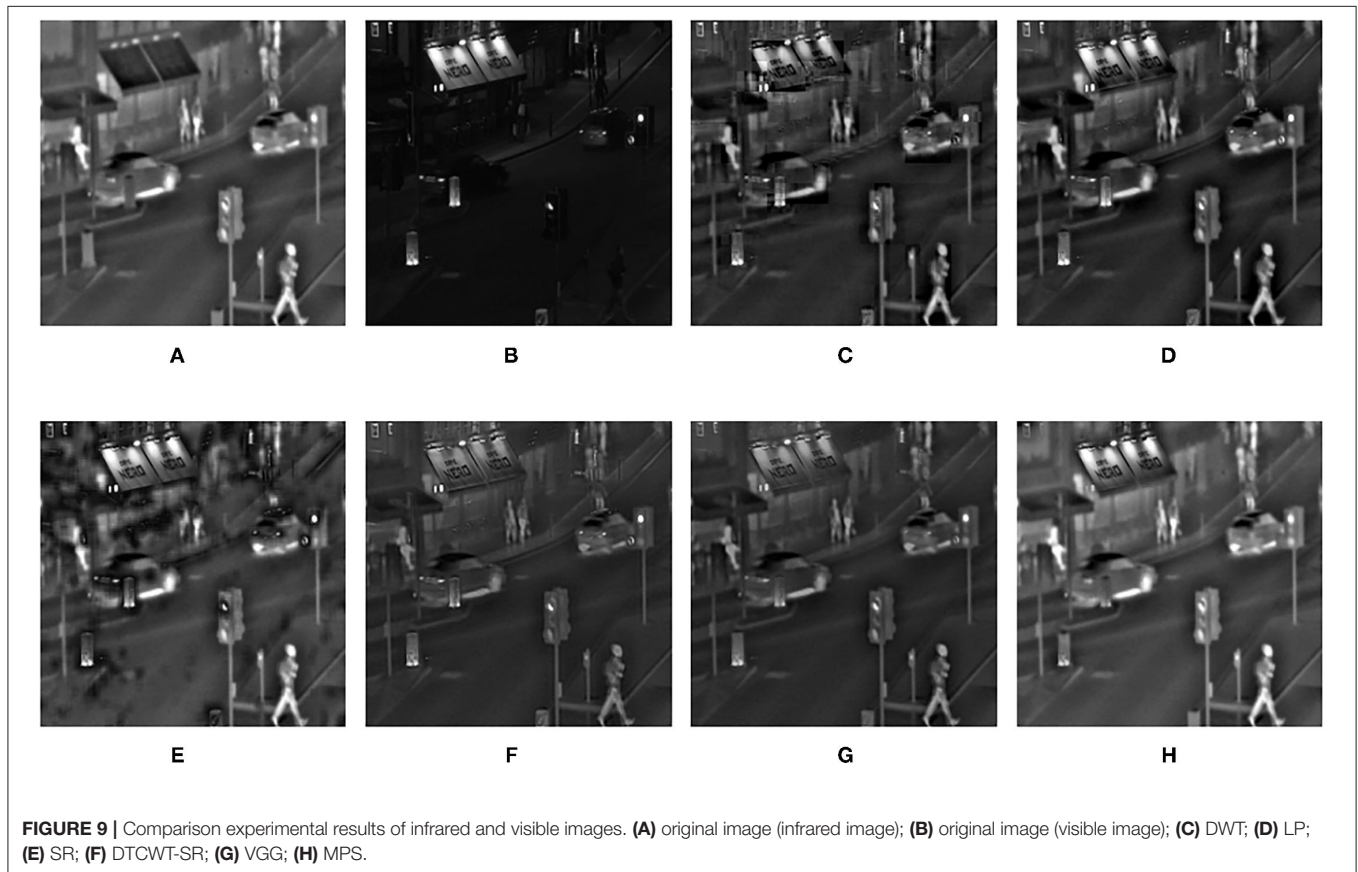 A
B
C
D
E
F
G
H
FIGURE 9 | Comparison experimental results of infrared and visible images. (A) original image (infrared image); (B) original image (visible image); (C) DWT; (D) LP;
(E) SR; (F) DTCWT-SR; (G) VGG; (H) MPS.